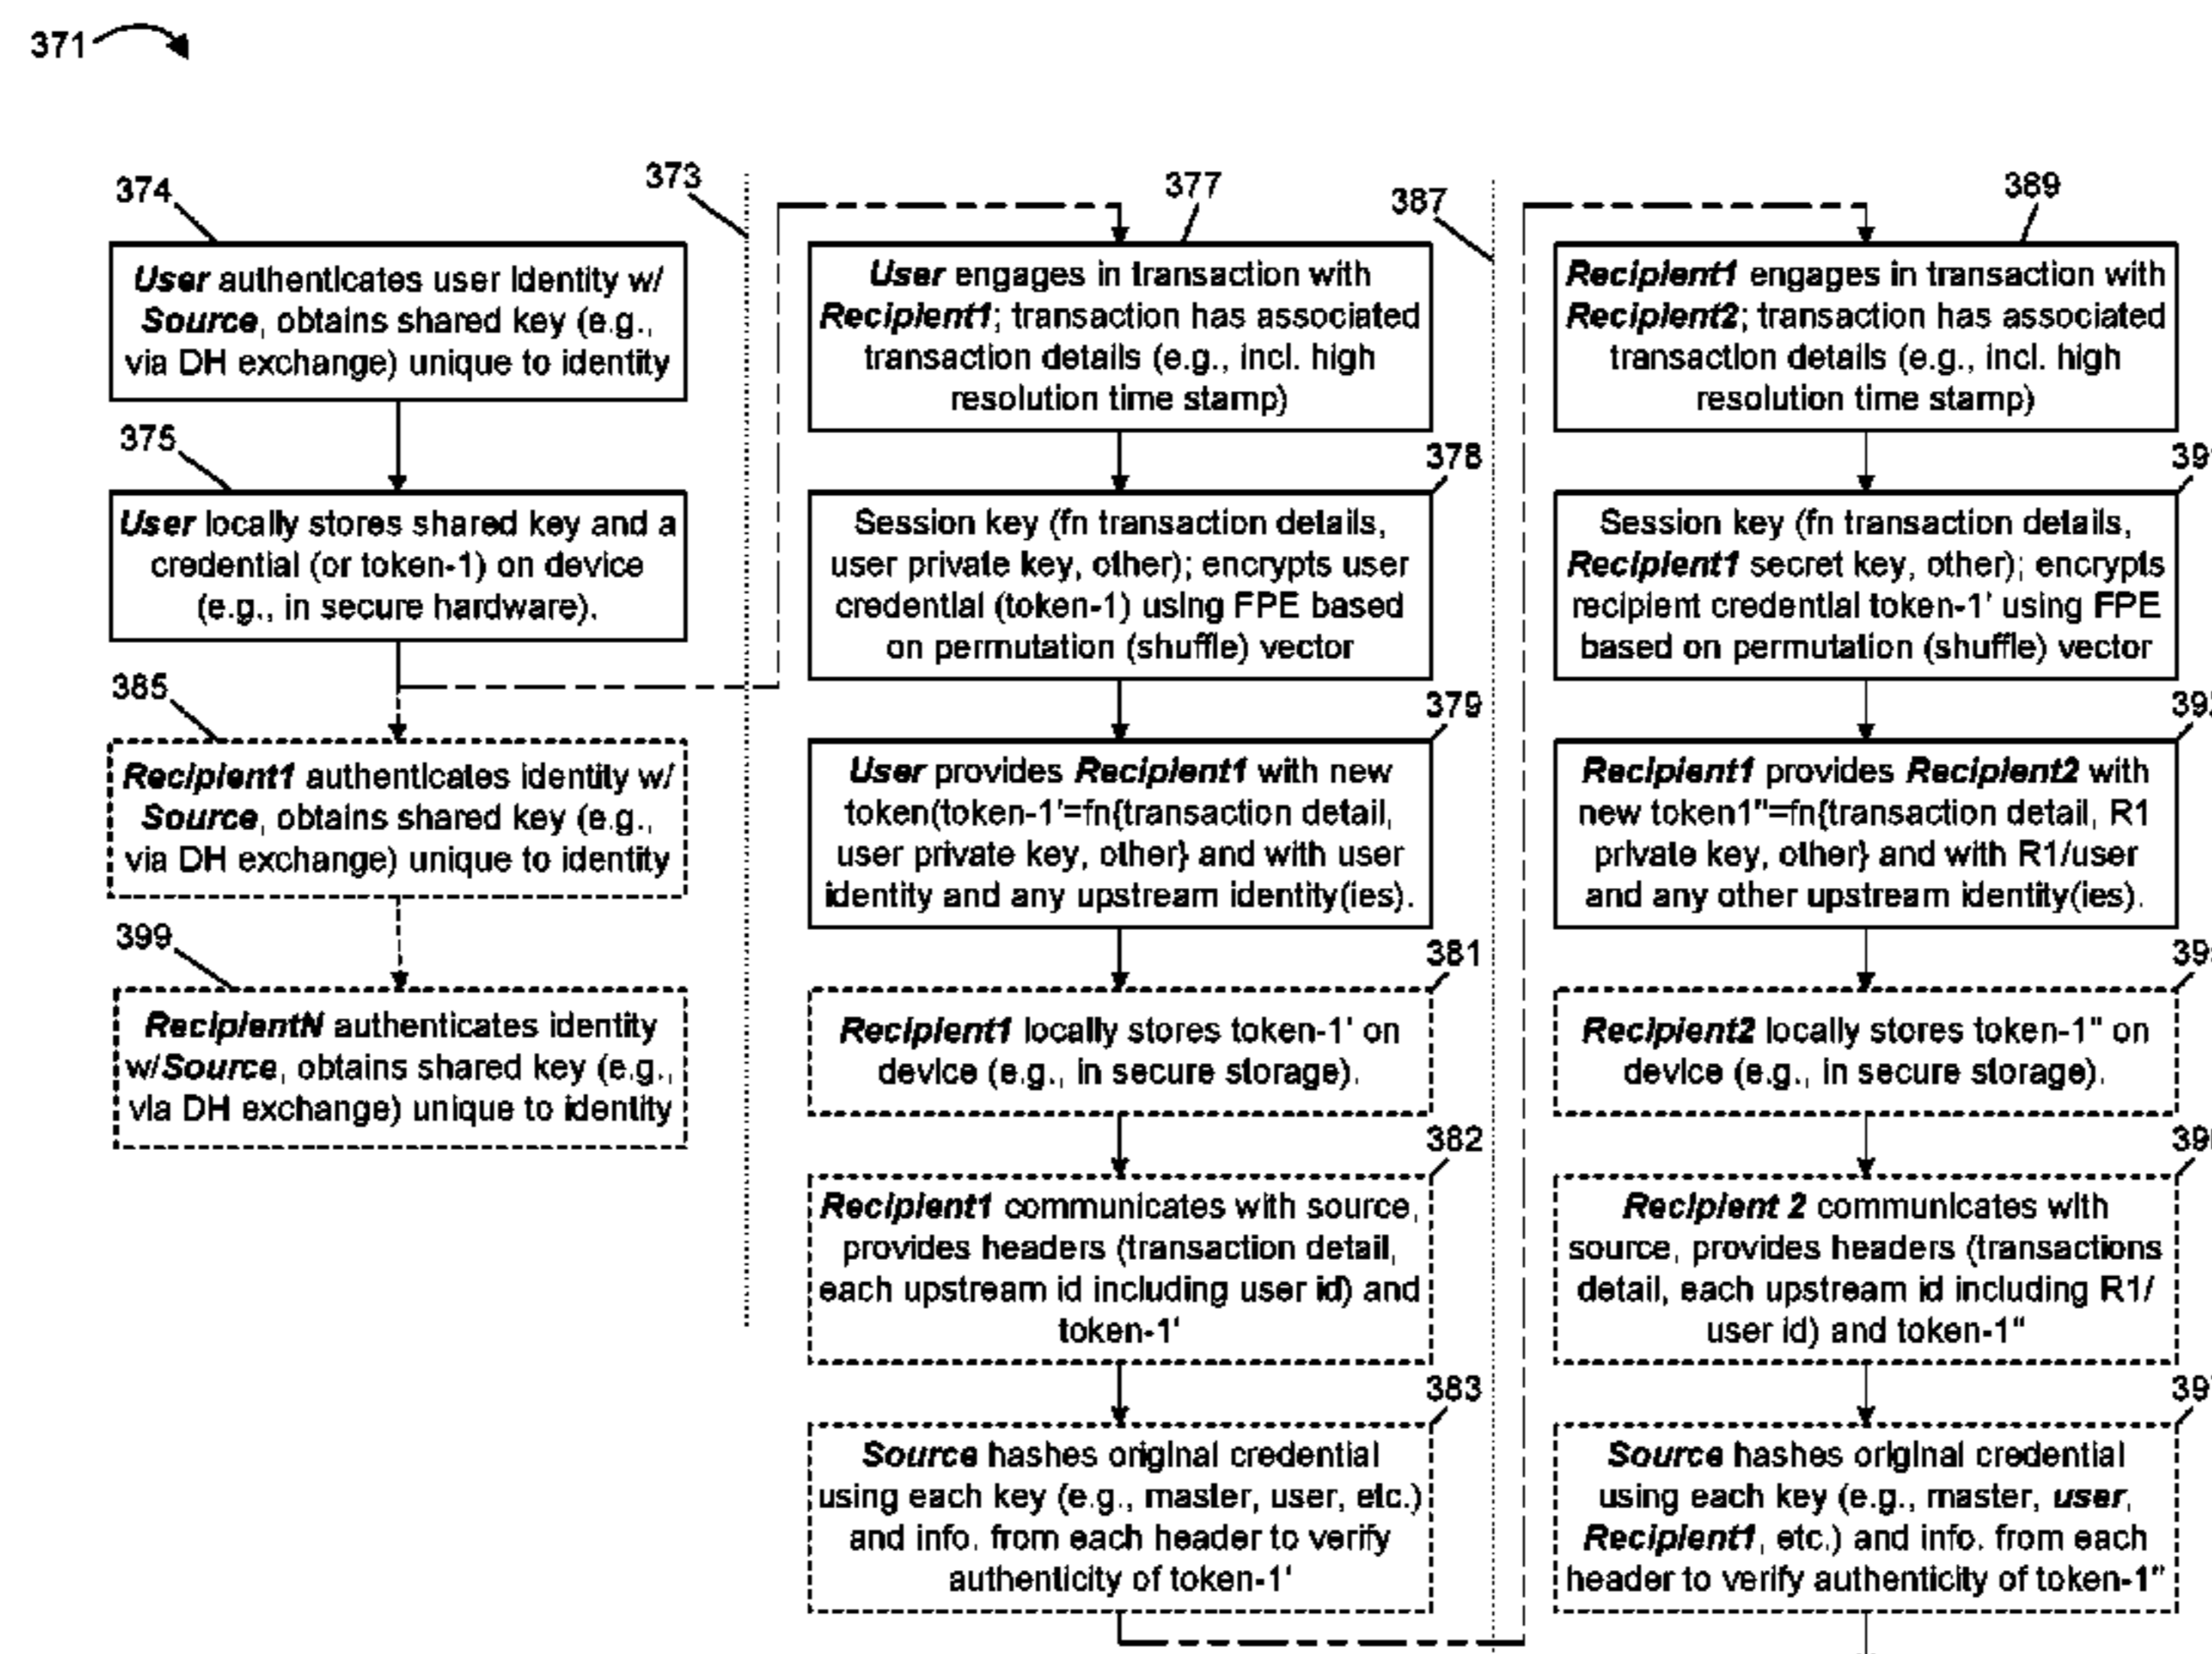 371
374
User authenticates user identity w/
Source, obtains shared key (e.g.,
via DH exchange) unique to identity
375
User locally stores shared key and a
credential (or token-1) on device
(e.g., in secure hardware).
385
Recipient1 authenticates identity w/
Source, obtains shared key (e.g.,
via DH exchange) unique to identity
399
RecipientN authenticates identity
w/Source, obtains shared key (e.g.,
via DH exchange) unique to identity
373
377
User engages in transaction with
Recipient1; transaction has associated
transaction details (e.g., incl. high
resolution time stamp)
378
Session key (fn transaction details,
user private key, other); encrypts user
credential (token-1) using FPE based
on permutation (shuffle) vector
379
User provides Recipient1 with new
token(token-1'=fn{transaction detail,
user private key, other} and with user
identity and any upstream identity(ies).
381
Recipient1 locally stores token-1' on
device (e.g., in secure storage).
382
Recipient1 communicates with source,
provides headers (transaction detail,
each upstream id including user id) and
token-1'
383
Source hashes original credential
using each key (e.g., master, user, etc.)
and info. from each header to verify
authenticity of token-1'
387
389
Recipient1 engages in transaction with
Recipient2; transaction has associated
transaction details (e.g., incl. high
resolution time stamp)
Session key (fn transaction details,
Recipient1 secret key, other); encrypts
recipient credential token-1' using FPE
based on permutation (shuffle) vector
Recipient1 provides Recipient2 with
new token1"=fn{transaction detail, R1
private key, other} and with R1/user
and any other upstream identity(ies).
Recipient2 locally stores token-1" on
device (e.g., in secure storage).
Recipient 2 communicates with
source, provides headers (transactions
detail, each upstream id including R1/
user id) and token-1"
Source hashes original credential
using each key (e.g., master, user,
Recipient1, etc.) and info. from each
header to verify authenticity of token-1"